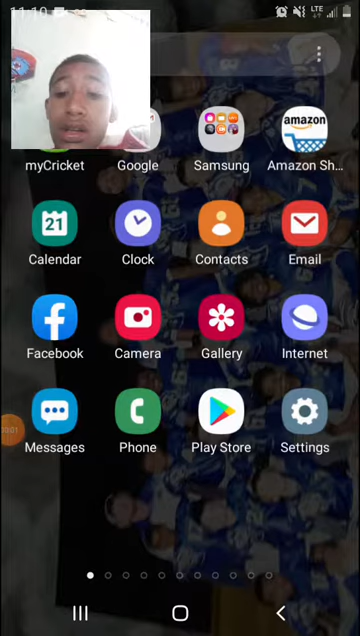 11:10
LTE
myCricket
Google
Samsung
amazon
Amazon Sh...
21
Calendar
Clock
Contacts
Email
Facebook
Camera
Gallery
Internet
Messages
Phone
Play Store
Settings